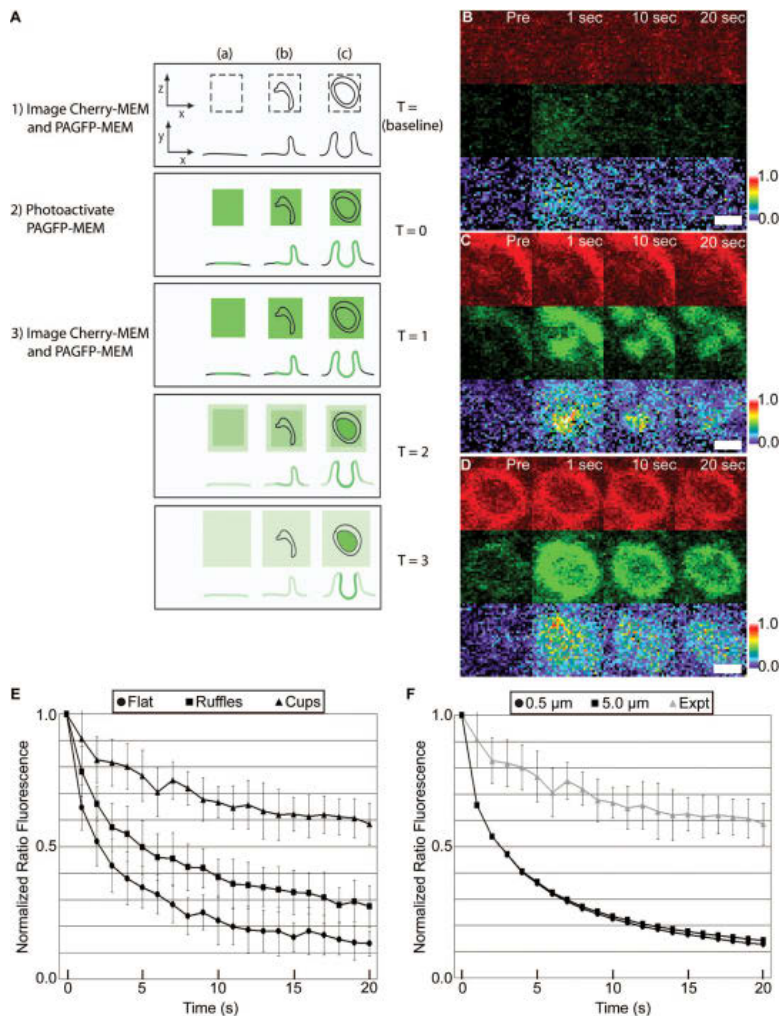 A
(a) (b) (c)
1) Image Cherry-MEM
and PAGFP-MEM
z
x
y
x
T =
(baseline)
2) Photoactivate
PAGFP-MEM
T = 0
3) Image Cherry-MEM
and PAGFP-MEM
T = 1
T = 2
T = 3
B
Pre 1 sec 10 sec 20 sec
1.0
0.0
C
Pre 1 sec 10 sec 20 sec
1.0
0.0
D
Pre 1 sec 10 sec 20 sec
1.0
0.0
E
Flat Ruffles Cups
Normalized Ratio Fluorescence
1.0
0.5
0.0
0 5 10 15 20
Time (s)
F
0.5 µm 5.0 µm Expt
Normalized Ratio Fluorescence
1.0
0.5
0.0
0 5 10 15 20
Time (s)